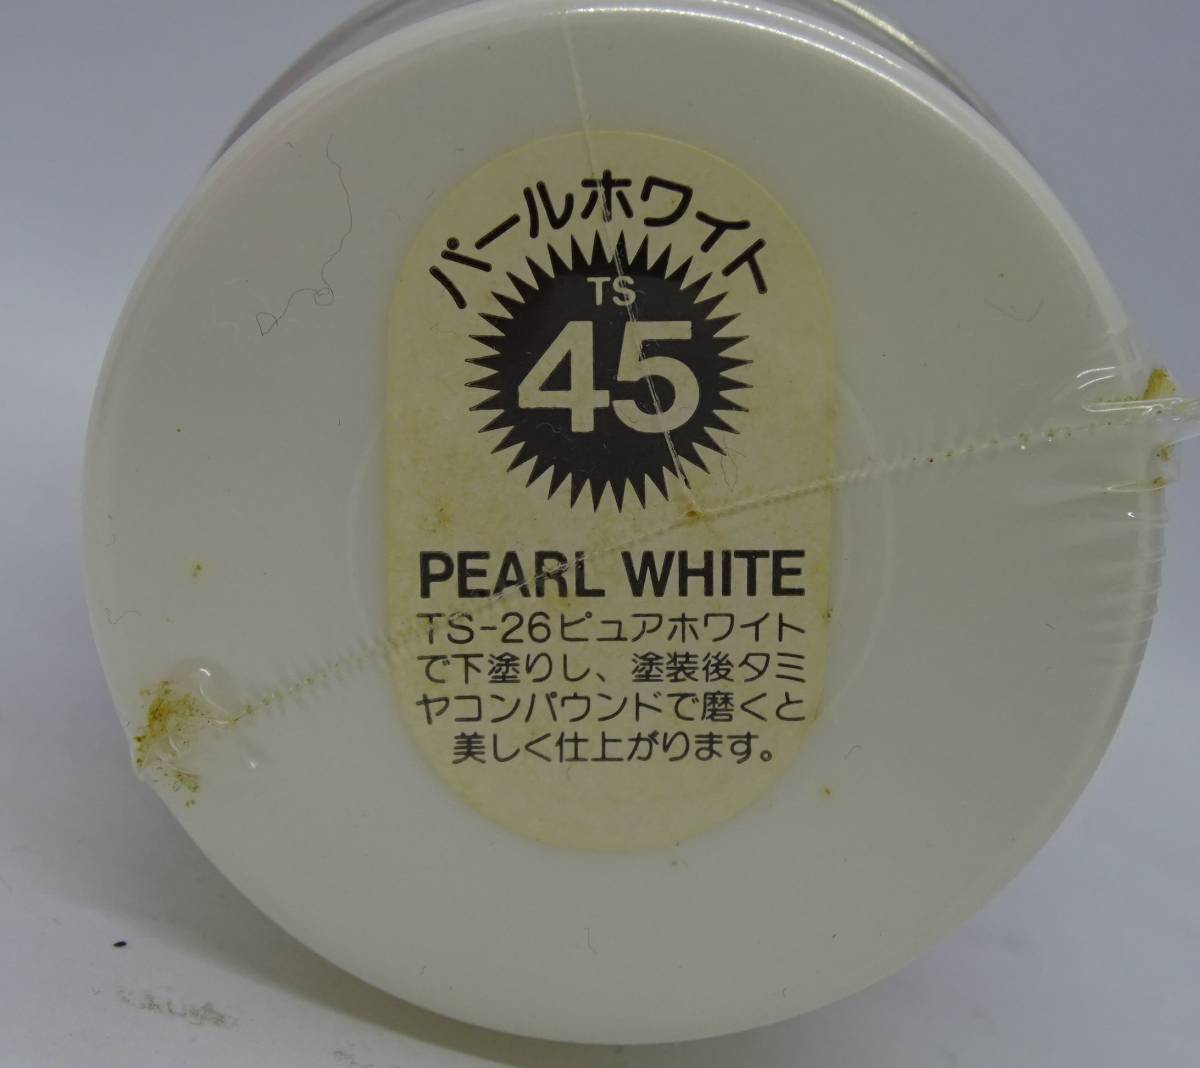 パールホワイト
TS
45
PEARL WHITE
TS-26ピュアホワイト
で下塗りし、塗装後タミ
ヤコンパウンドで磨くと
美しく仕上がります。